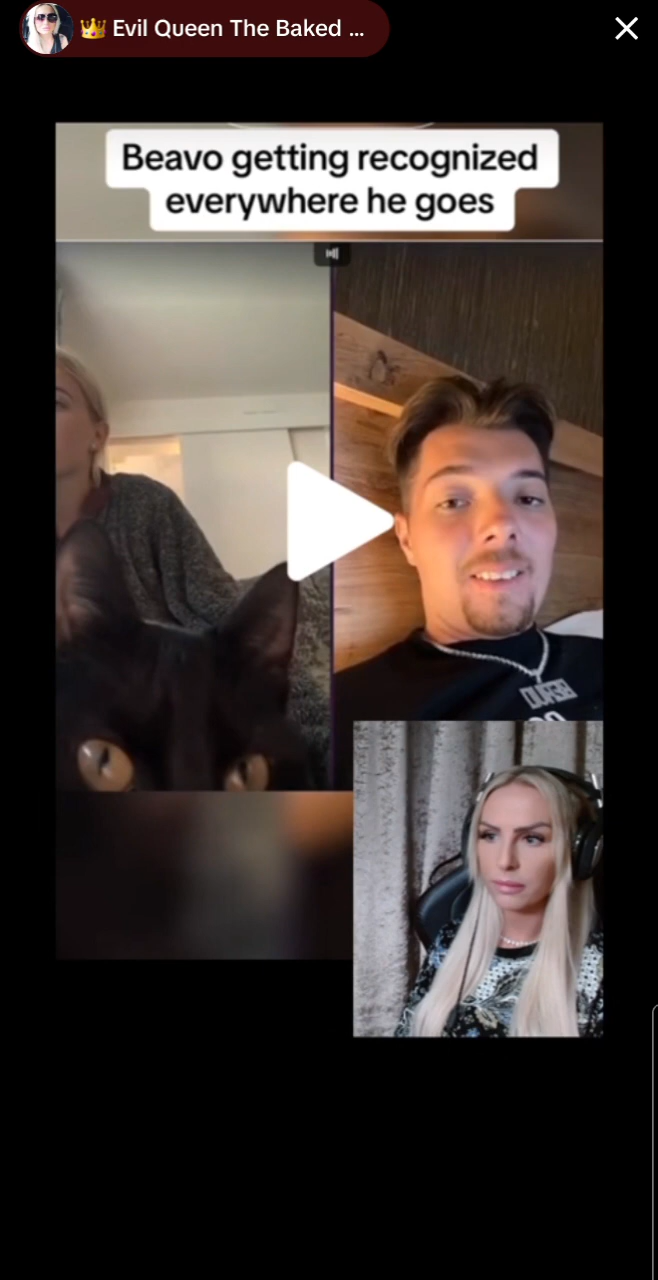 👑 Evil Queen The Baked ...
Beavo getting recognized
everywhere he goes